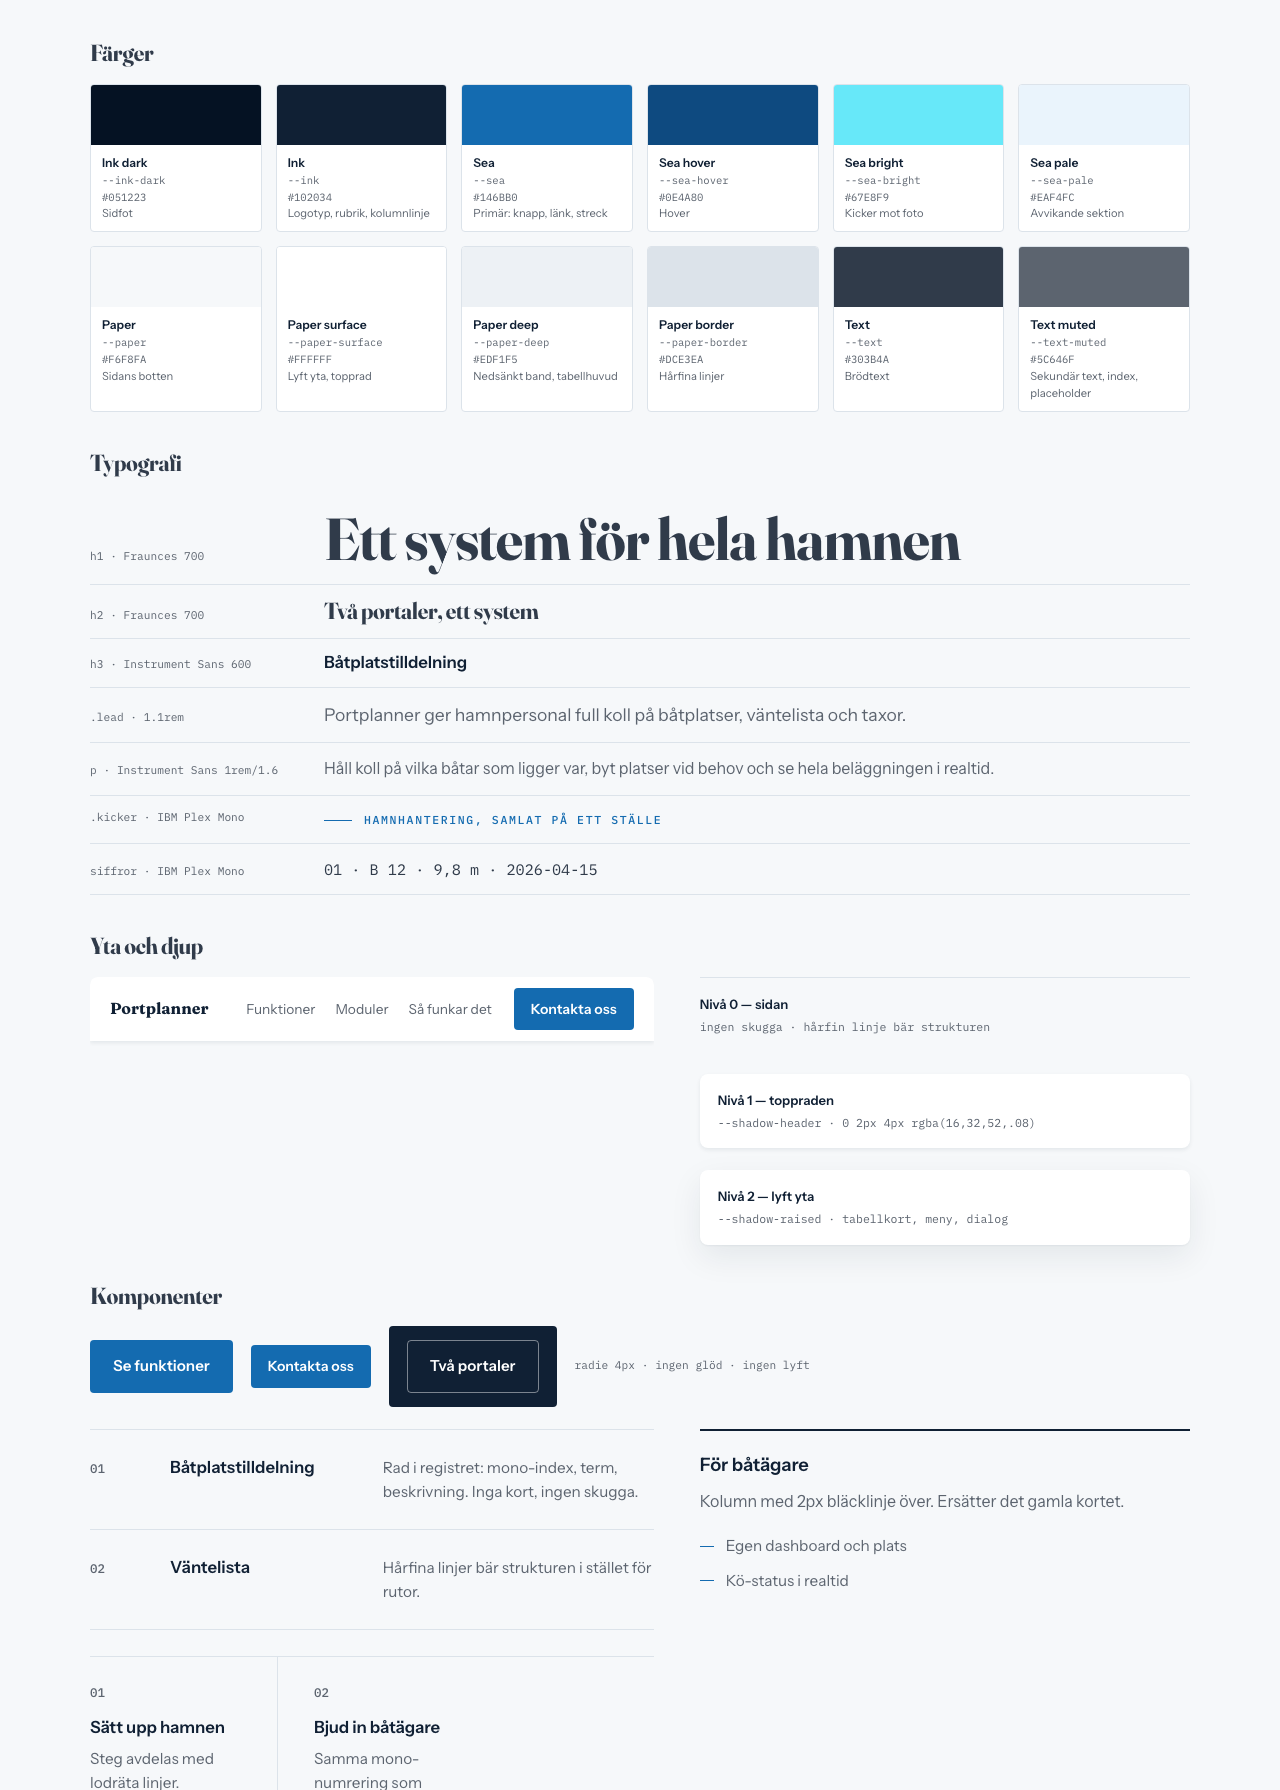 Färger
Ink dark
--ink-dark
#051223
Sidfot
Ink
--ink
#102034
Logotyp, rubrik, kolumnlinje
Sea
--sea
#146BB0
Primär: knapp, länk, streck
Sea hover
--sea-hover
#0E4A80
Hover
Sea bright
--sea-bright
#67E8F9
Kicker mot foto
Sea pale
--sea-pale
#EAF4FC
Avvikande sektion
Paper
--paper
#F6F8FA
Sidans botten
Paper surface
--paper-surface
#FFFFFF
Lyft yta, topprad
Paper deep
--paper-deep
#EDF1F5
Nedsänkt band, tabellhuvud
Paper border
--paper-border
#DCE3EA
Hårfina linjer
Text
--text
#303B4A
Brödtext
Text muted
--text-muted
#5C646F
Sekundär text, index,
placeholder
Typografi
h1 · Fraunces 700
Ett system för hela hamnen
h2 · Fraunces 700
Två portaler, ett system
h3 · Instrument Sans 600
Båtplatstilldelning
.lead · 1.1rem
Portplanner ger hamnpersonal full koll på båtplatser, väntelista och taxor.
p · Instrument Sans 1rem/1.6
Håll koll på vilka båtar som ligger var, byt platser vid behov och se hela beläggningen i realtid.
.kicker · IBM Plex Mono
HAMNHANTERING, SAMLAT PÅ ETT STÄLLE
siffror · IBM Plex Mono
01 · B 12 · 9,8 m · 2026-04-15
Yta och djup
Portplanner
Funktioner
Moduler
Så funkar det
Kontakta oss
Nivå 0 — sidan
ingen skugga · hårfin linje bär strukturen
Nivå 1 — toppraden
--shadow-header · 0 2px 4px rgba(16,32,52,.08)
Nivå 2 — lyft yta
--shadow-raised · tabellkort, meny, dialog
Komponenter
Se funktioner
Kontakta oss
Två portaler
radie 4px · ingen glöd · ingen lyft
01
Båtplatstilldelning
Rad i registret: mono-index, term,
beskrivning. Inga kort, ingen skugga.
02
Väntelista
Hårfina linjer bär strukturen i stället för
rutor.
För båtägare
Kolumn med 2px bläcklinje över. Ersätter det gamla kortet.
Egen dashboard och plats
Kö-status i realtid
01
Sätt upp hamnen
Steg avdelas med
lodräta linjer.
02
Bjud in båtägare
Samma mono-
numrering som